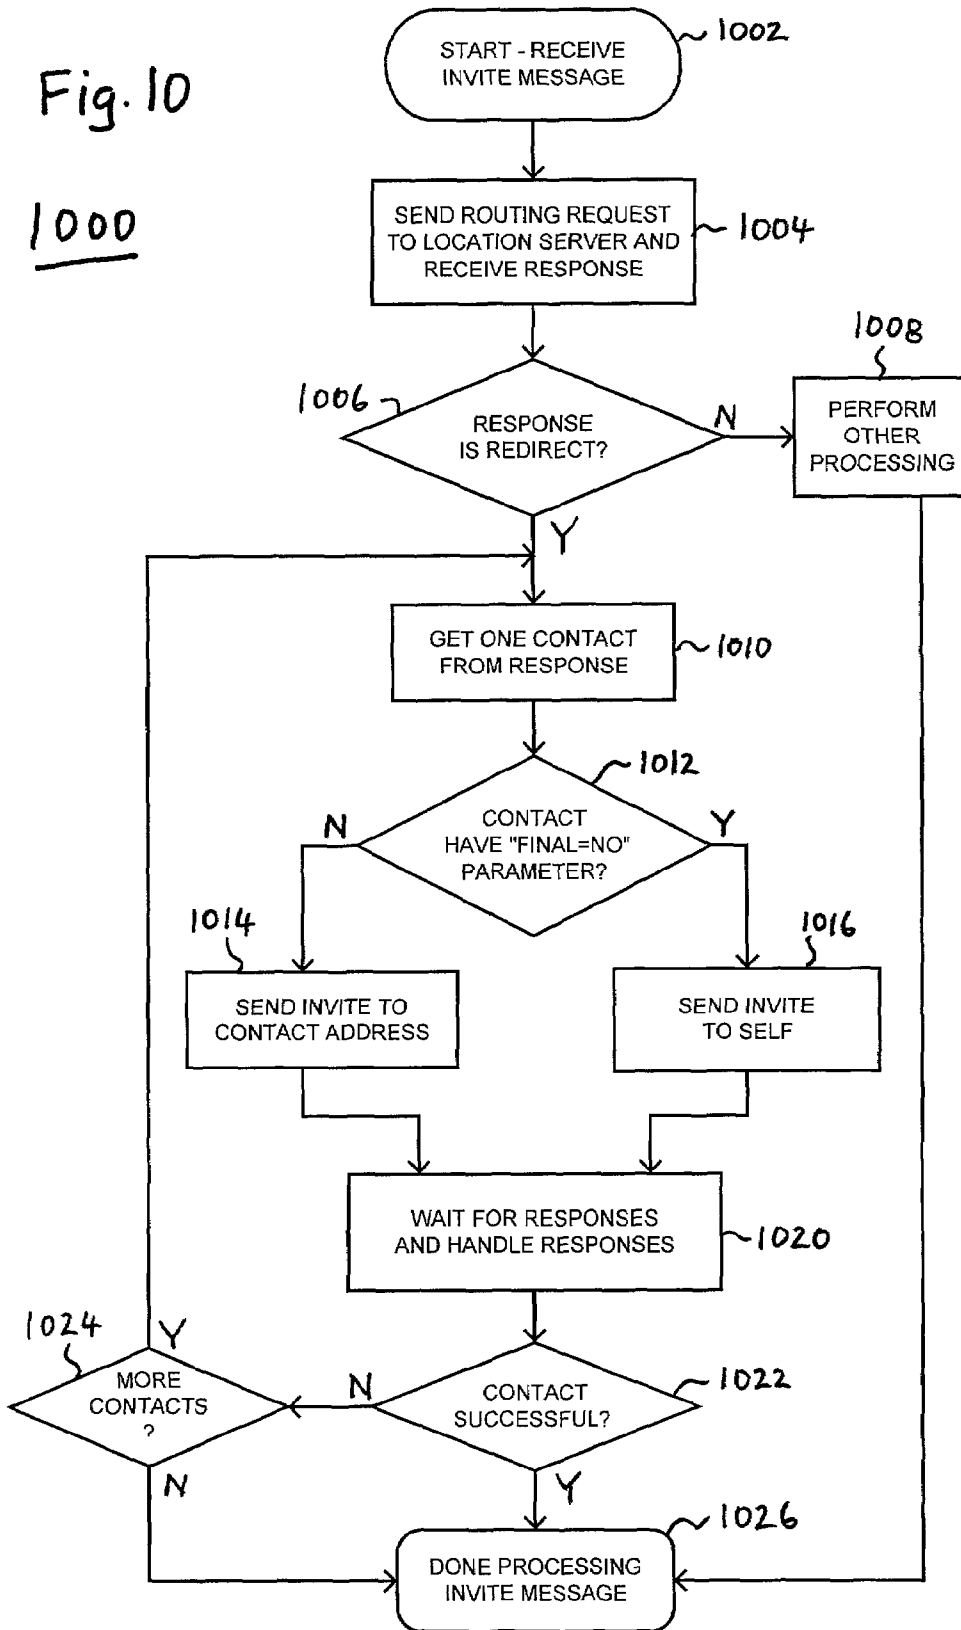 Fig. 10
1000
START - RECEIVE
INVITE MESSAGE
1002
SEND ROUTING REQUEST
TO LOCATION SERVER AND
RECEIVE RESPONSE
1004
1006
RESPONSE
IS REDIRECT?
N
Y
1008
PERFORM
OTHER
PROCESSING
GET ONE CONTACT
FROM RESPONSE
1010
1012
CONTACT
HAVE "FINAL=NO"
PARAMETER?
N
Y
1014
SEND INVITE TO
CONTACT ADDRESS
1016
SEND INVITE
TO SELF
WAIT FOR RESPONSES
AND HANDLE RESPONSES
1020
1024
MORE
CONTACTS
?
Y
N
CONTACT
SUCCESSFUL?
1022
N
Y
1026
DONE PROCESSING
INVITE MESSAGE